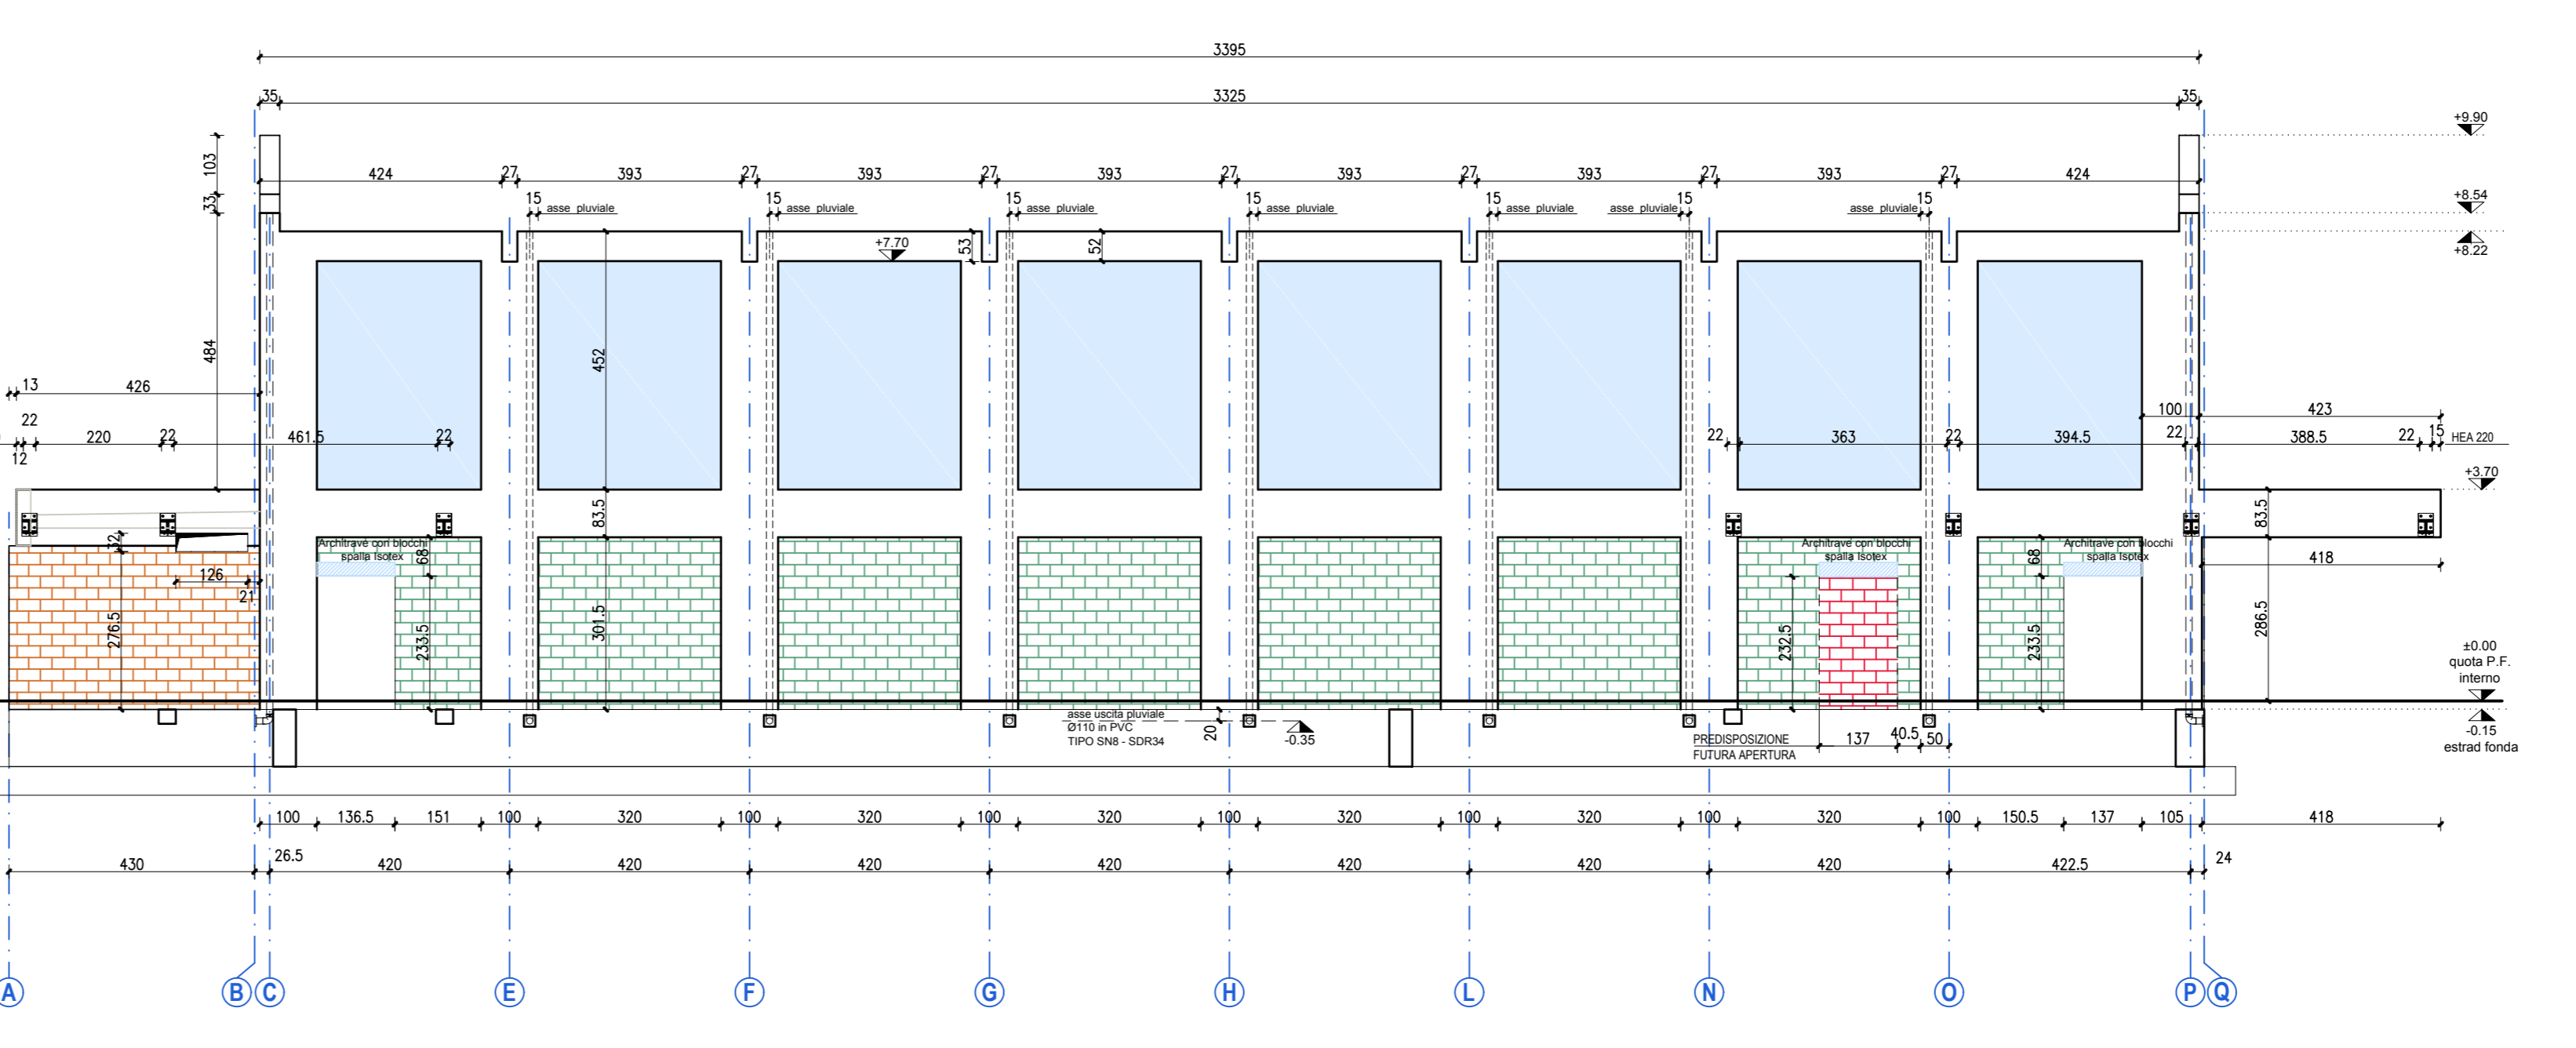 3395
35 3325 35
+9.90
103
424 27 393 27 393 27 393 27 393 27 393 27 393 27 424
33
+8.54
15 asse pluviale 15 asse pluviale 15 asse pluviale 15 asse pluviale 15 asse pluviale asse pluviale 15 asse pluviale 15
+7.70 53 52
+8.22
484 452
13 426
100 423
22
220 22 461.5 22
22 363 22 394.5 22 388.5 22 15 HEA 220
12
+3.70
83.5 83.5
32
Architrave con blocchi
spalla Isotex
68
Architrave con blocchi
spalla Isotex
68
Architrave con blocchi
spalla Isotex
126
21
418
276.5 233.5 301.5 232.5 233.5 286.5
±0.00
quota P.F.
interno
asse uscita pluviale
Ø110 in PVC
TIPO SN8 - SDR34
20
-0.35
PREDISPOSIZIONE
FUTURA APERTURA
137 40.5 50
-0.15
estrad fonda
100 136.5 151 100 320 100 320 100 320 100 320 100 320 100 320 100 150.5 137 105 418
430 26.5 420 420 420 420 420 420 420 422.5 24
A B C E F G H L N O P Q